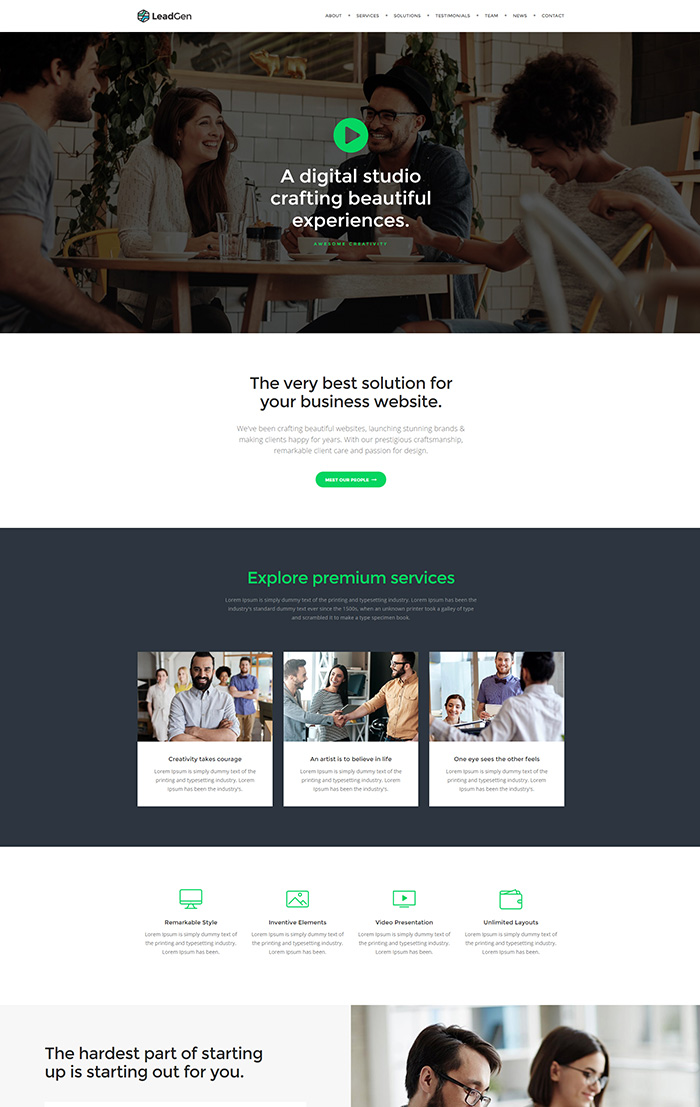 LeadGen
ABOUT • SERVICES • SOLUTIONS • TESTIMONIALS • TEAM • NEWS • CONTACT
A digital studio
crafting beautiful
experiences.
AWESOME CREATIVITY
The very best solution for
your business website.
We've been crafting beautiful websites, launching stunning brands &
making clients happy for years. With our prestigious craftsmanship,
remarkable client care and passion for design.
MEET OUR PEOPLE →
Explore premium services
Lorem Ipsum is simply dummy text of the printing and typesetting industry. Lorem Ipsum has been the
industry's standard dummy text ever since the 1500s, when an unknown printer took a galley of type
and scrambled it to make a type specimen book.
Creativity takes courage
Lorem Ipsum is simply dummy text of the
printing and typesetting industry. Lorem
Ipsum has been the industry's.
An artist is to believe in life
Lorem Ipsum is simply dummy text of the
printing and typesetting industry. Lorem
Ipsum has been the industry's.
One eye sees the other feels
Lorem Ipsum is simply dummy text of the
printing and typesetting industry. Lorem
Ipsum has been the industry's.
Remarkable Style
Lorem Ipsum is simply dummy text of
the printing and typesetting industry.
Lorem Ipsum has been.
Inventive Elements
Lorem Ipsum is simply dummy text of
the printing and typesetting industry.
Lorem Ipsum has been.
Video Presentation
Lorem Ipsum is simply dummy text of
the printing and typesetting industry.
Lorem Ipsum has been.
Unlimited Layouts
Lorem Ipsum is simply dummy text of
the printing and typesetting industry.
Lorem Ipsum has been.
The hardest part of starting
up is starting out for you.